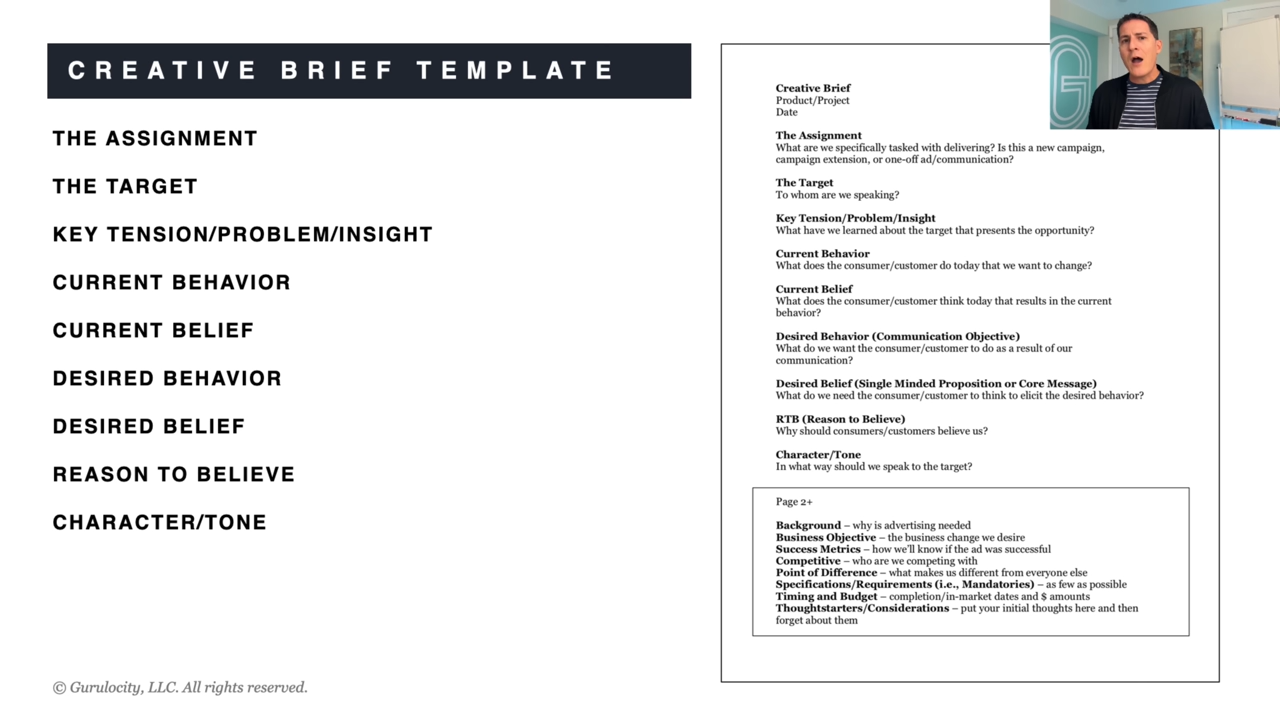 CREATIVE BRIEF TEMPLATE
THE ASSIGNMENT
THE TARGET
KEY TENSION/PROBLEM/INSIGHT
CURRENT BEHAVIOR
CURRENT BELIEF
DESIRED BEHAVIOR
DESIRED BELIEF
REASON TO BELIEVE
CHARACTER/TONE
© Gurulocity, LLC. All rights reserved.
Creative Brief
Product/Project
Date
The Assignment
What are we specifically tasked with delivering? Is this a new campaign,
campaign extension, or one-off ad/communication?
The Target
To whom are we speaking?
Key Tension/Problem/Insight
What have we learned about the target that presents the opportunity?
Current Behavior
What does the consumer/customer do today that we want to change?
Current Belief
What does the consumer/customer think today that results in the current
behavior?
Desired Behavior (Communication Objective)
What do we want the consumer/customer to do as a result of our
communication?
Desired Belief (Single Minded Proposition or Core Message)
What do we need the consumer/customer to think to elicit the desired behavior?
RTB (Reason to Believe)
Why should consumers/customers believe us?
Character/Tone
In what way should we speak to the target?
Page 2+
Background – why is advertising needed
Business Objective – the business change we desire
Success Metrics – how we'll know if the ad was successful
Competitive – who are we competing with
Point of Difference – what makes us different from everyone else
Specifications/Requirements (i.e., Mandatories) – as few as possible
Timing and Budget – completion/in-market dates and $ amounts
Thoughtstarters/Considerations – put your initial thoughts here and then
forget about them
G